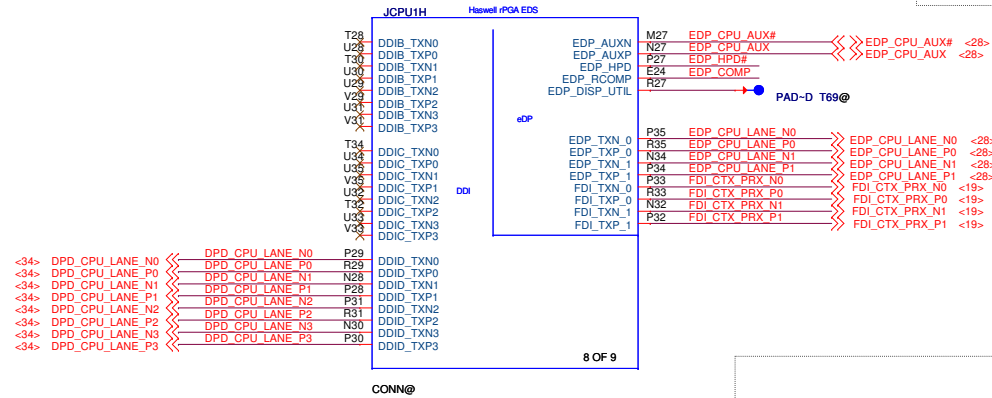 JCPU1H Haswell rPGA EDS
T28 DDIB_TXN0
U28 DDIB_TXP0
T30 DDIB_TXN1
U30 DDIB_TXP1
U29 DDIB_TXN2
V29 DDIB_TXP2
U31 DDIB_TXN3
V31 DDIB_TXP3
T34 DDIC_TXN0
U34 DDIC_TXP0
U35 DDIC_TXN1
V35 DDIC_TXP1
U32 DDIC_TXN2
T32 DDIC_TXP2
U33 DDIC_TXN3
V33 DDIC_TXP3
<34> DPD_CPU_LANE_N0 DPD_CPU_LANE_N0 P29 DDID_TXN0
<34> DPD_CPU_LANE_P0 DPD_CPU_LANE_P0 R29 DDID_TXP0
<34> DPD_CPU_LANE_N1 DPD_CPU_LANE_N1 N28 DDID_TXN1
<34> DPD_CPU_LANE_P1 DPD_CPU_LANE_P1 P28 DDID_TXP1
<34> DPD_CPU_LANE_N2 DPD_CPU_LANE_N2 P31 DDID_TXN2
<34> DPD_CPU_LANE_P2 DPD_CPU_LANE_P2 R31 DDID_TXP2
<34> DPD_CPU_LANE_N3 DPD_CPU_LANE_N3 N30 DDID_TXN3
<34> DPD_CPU_LANE_P3 DPD_CPU_LANE_P3 P30 DDID_TXP3
DDI
eDP
EDP_AUXN M27 EDP_CPU_AUX# EDP_CPU_AUX# <28>
EDP_AUXP N27 EDP_CPU_AUX EDP_CPU_AUX <28>
EDP_HPD P27 EDP_HPD#
EDP_RCOMP E24 EDP_COMP
EDP_DISP_UTIL R27 PAD~D T69@
EDP_TXN_0 P35 EDP_CPU_LANE_N0 EDP_CPU_LANE_N0 <28>
EDP_TXP_0 R35 EDP_CPU_LANE_P0 EDP_CPU_LANE_P0 <28>
EDP_TXN_1 N34 EDP_CPU_LANE_N1 EDP_CPU_LANE_N1 <28>
EDP_TXP_1 P34 EDP_CPU_LANE_P1 EDP_CPU_LANE_P1 <28>
FDI_TXN_0 P33 FDI_CTX_PRX_N0 FDI_CTX_PRX_N0 <19>
FDI_TXP_0 R33 FDI_CTX_PRX_P0 FDI_CTX_PRX_P0 <19>
FDI_TXN_1 N32 FDI_CTX_PRX_N1 FDI_CTX_PRX_N1 <19>
FDI_TXP_1 P32 FDI_CTX_PRX_P1 FDI_CTX_PRX_P1 <19>
8 OF 9
CONN@